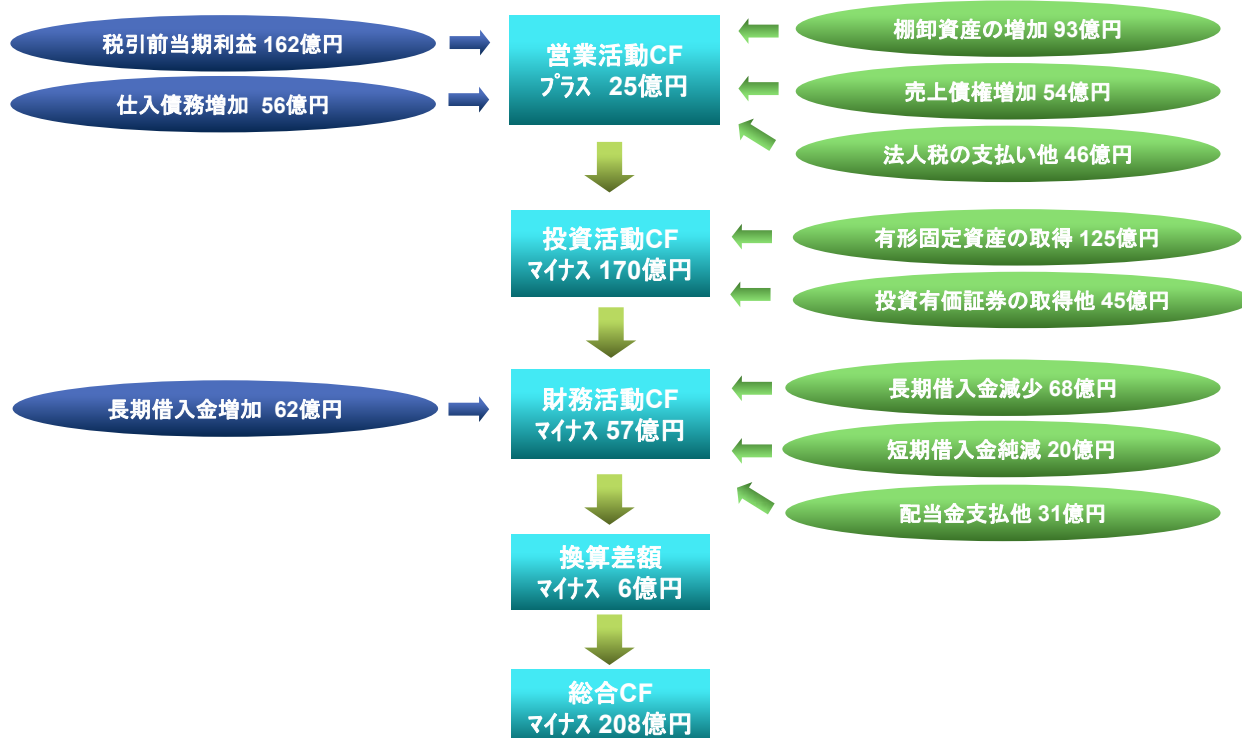 税引前当期利益 162億円
仕入債務増加 56億円
営業活動CF
ﾌﾟﾗｽ 25億円
棚卸資産の増加 93億円
売上債権増加 54億円
法人税の支払い他 46億円
投資活動CF
ﾏｲﾅｽ 170億円
有形固定資産の取得 125億円
投資有価証券の取得他 45億円
長期借入金増加 62億円
財務活動CF
ﾏｲﾅｽ 57億円
長期借入金減少 68億円
短期借入金純減 20億円
配当金支払他 31億円
換算差額
ﾏｲﾅｽ 6億円
総合CF
ﾏｲﾅｽ 208億円